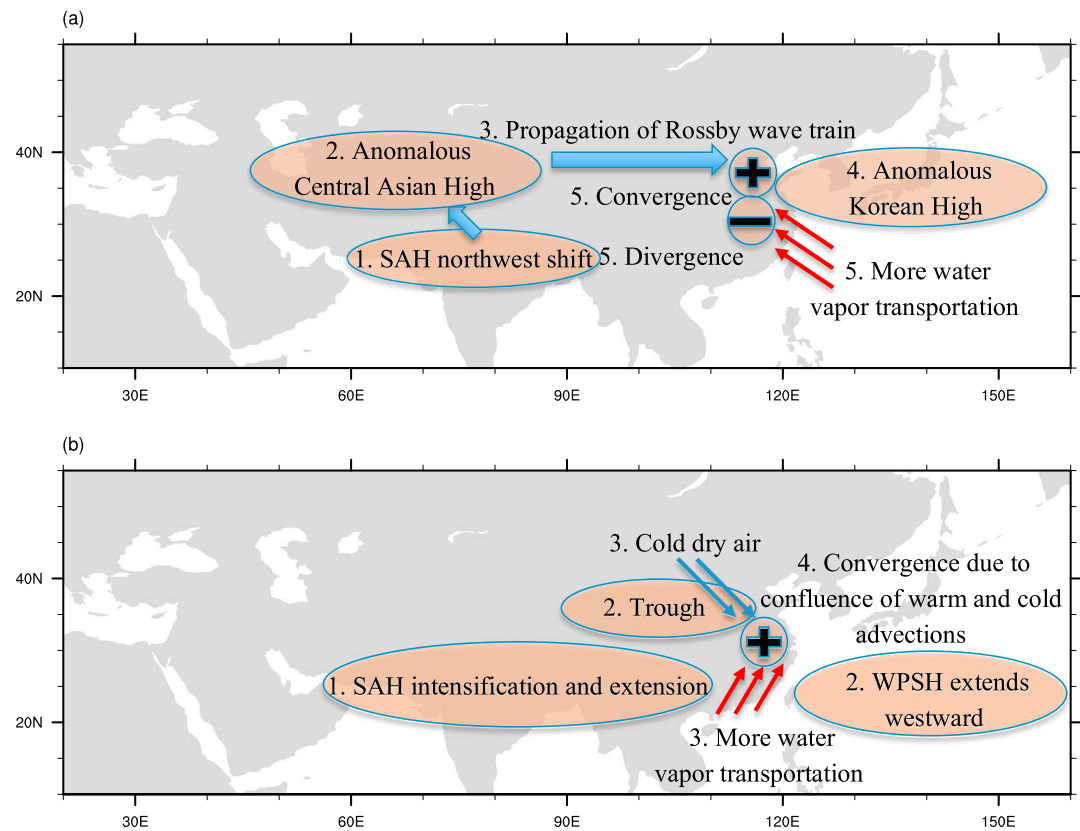 (a)
3. Propagation of Rossby wave train
2. Anomalous
Central Asian High
4. Anomalous
Korean High
5. Convergence
1. SAH northwest shift
5. Divergence
5. More water
vapor transportation
40N
20N
30E
60E
90E
120E
150E
(b)
3. Cold dry air
4. Convergence due to
confluence of warm and cold
advections
2. Trough
1. SAH intensification and extension
2. WPSH extends
westward
3. More water
vapor transportation
40N
20N
30E
60E
90E
120E
150E